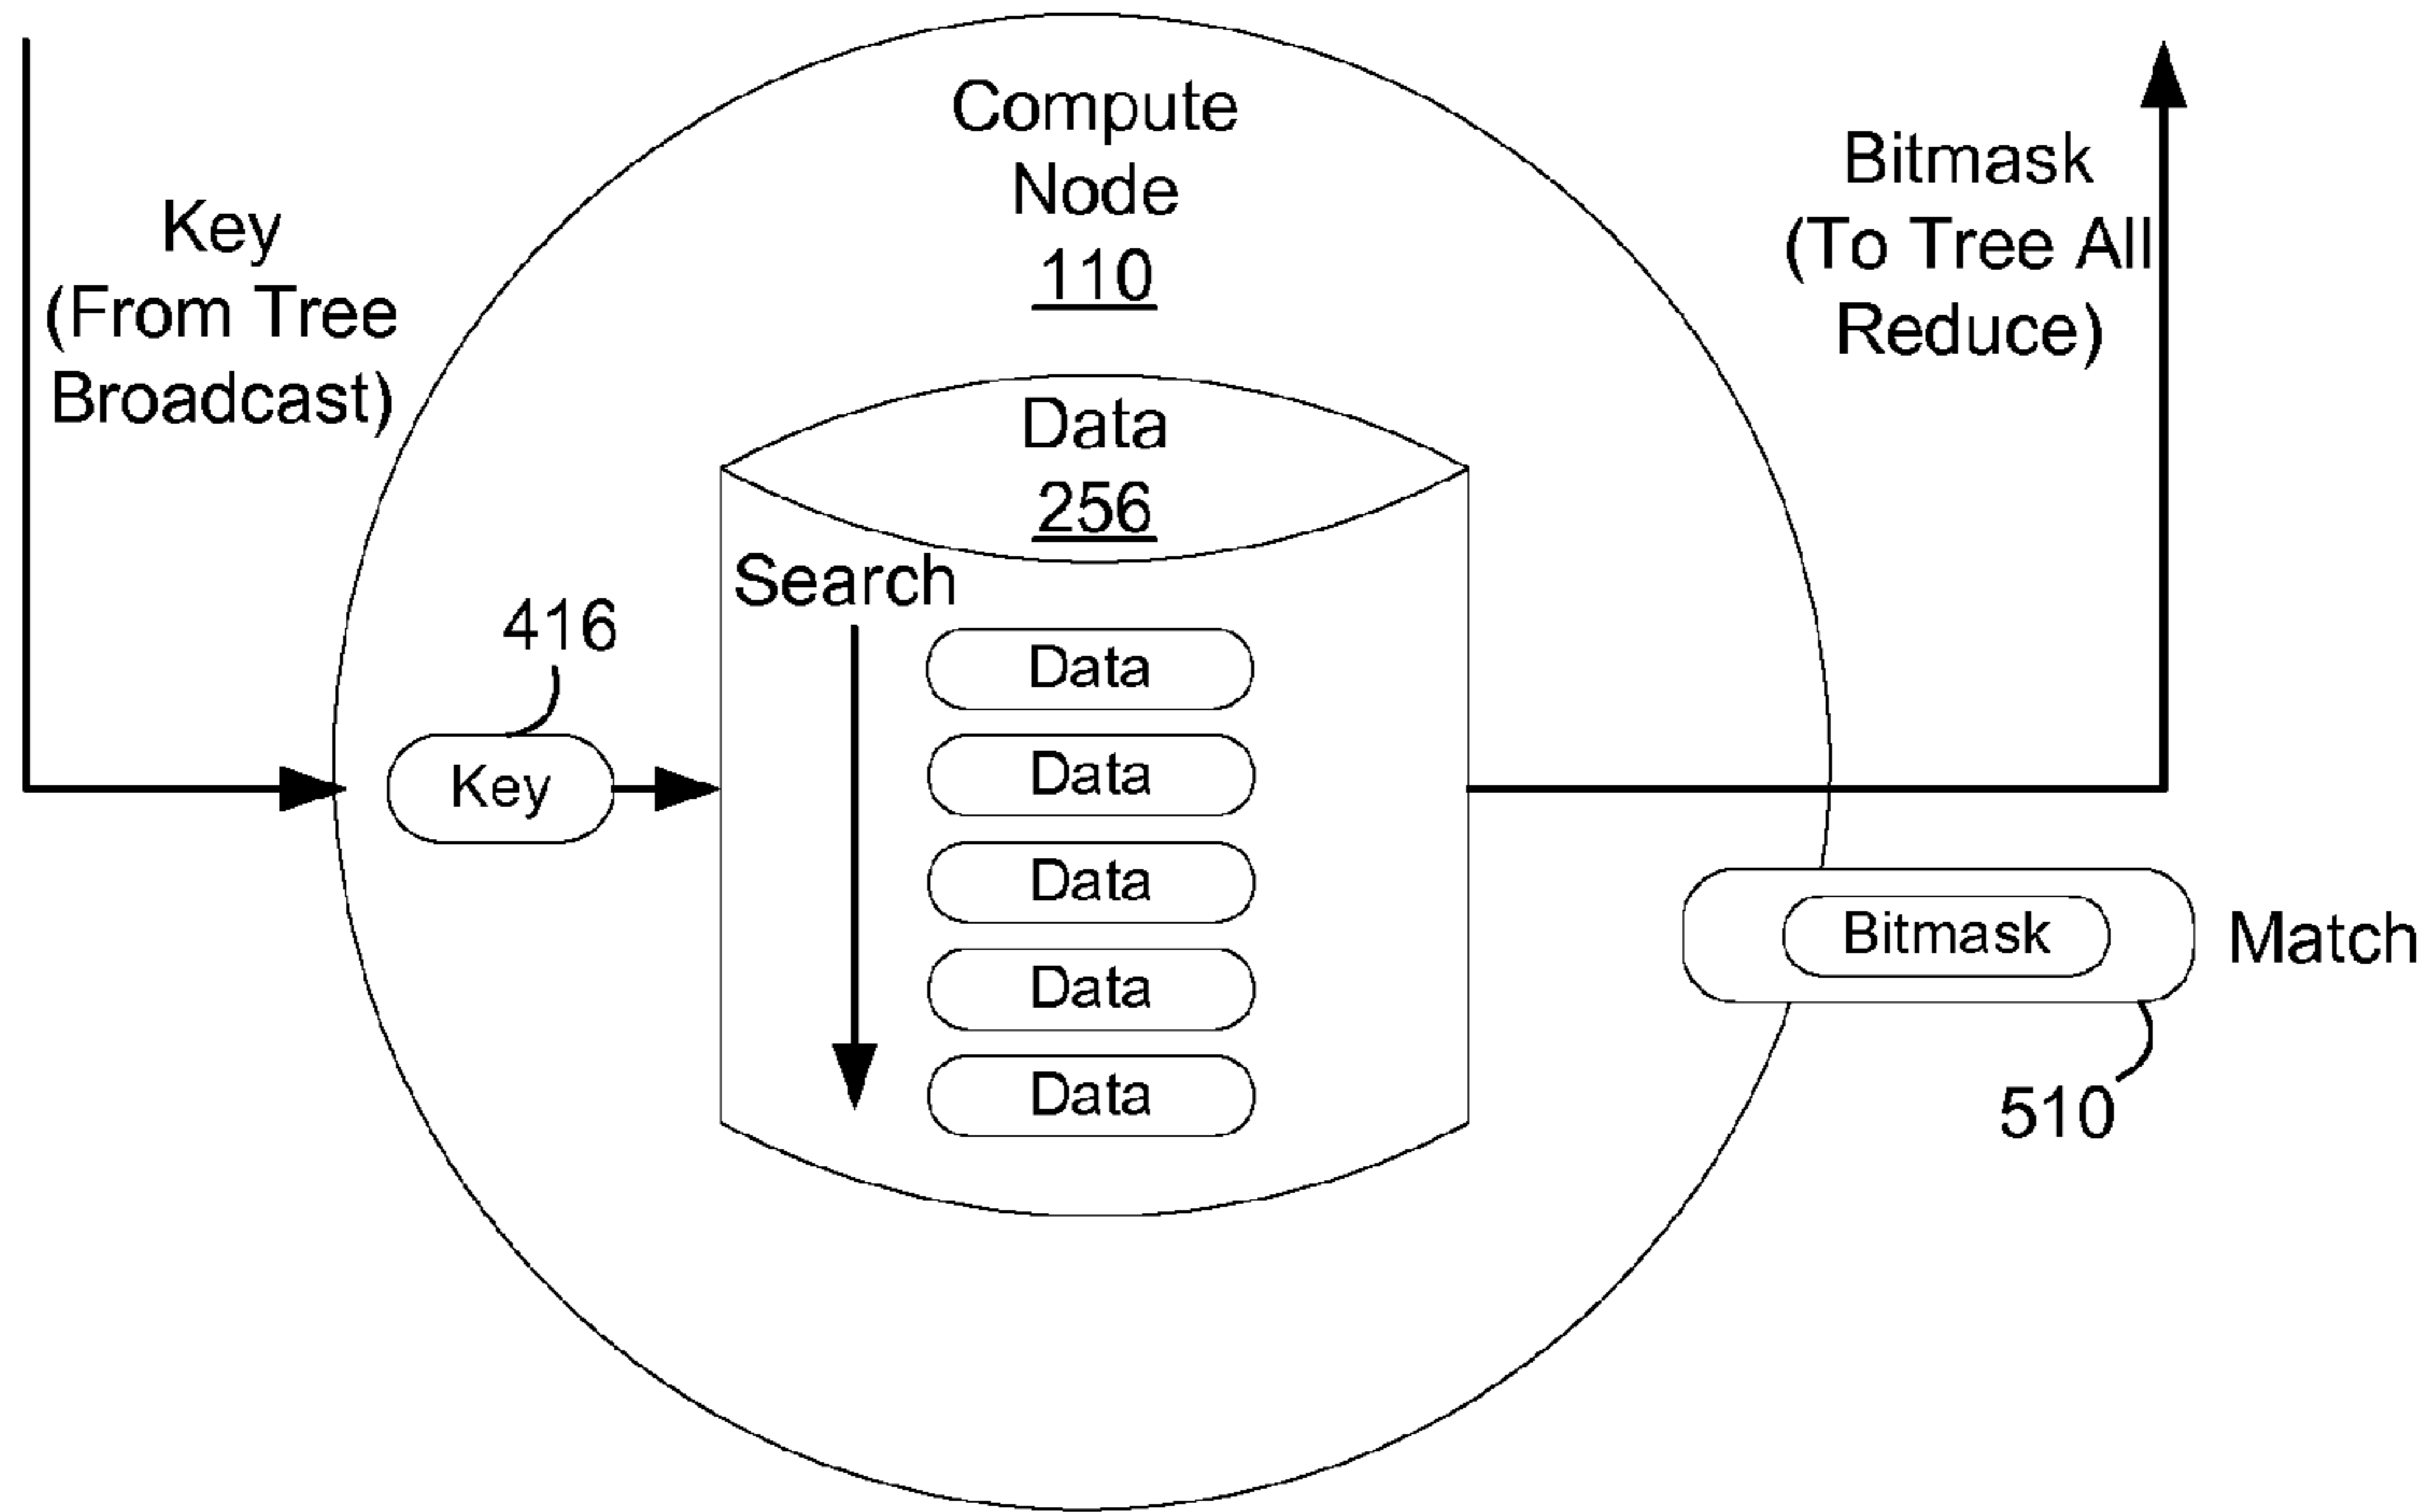 Compute
Node
110
Key
(From Tree
Broadcast)
Bitmask
(To Tree All
Reduce)
Data
256
Search
416
Key
Data
Data
Data
Data
Data
Bitmask
Match
510